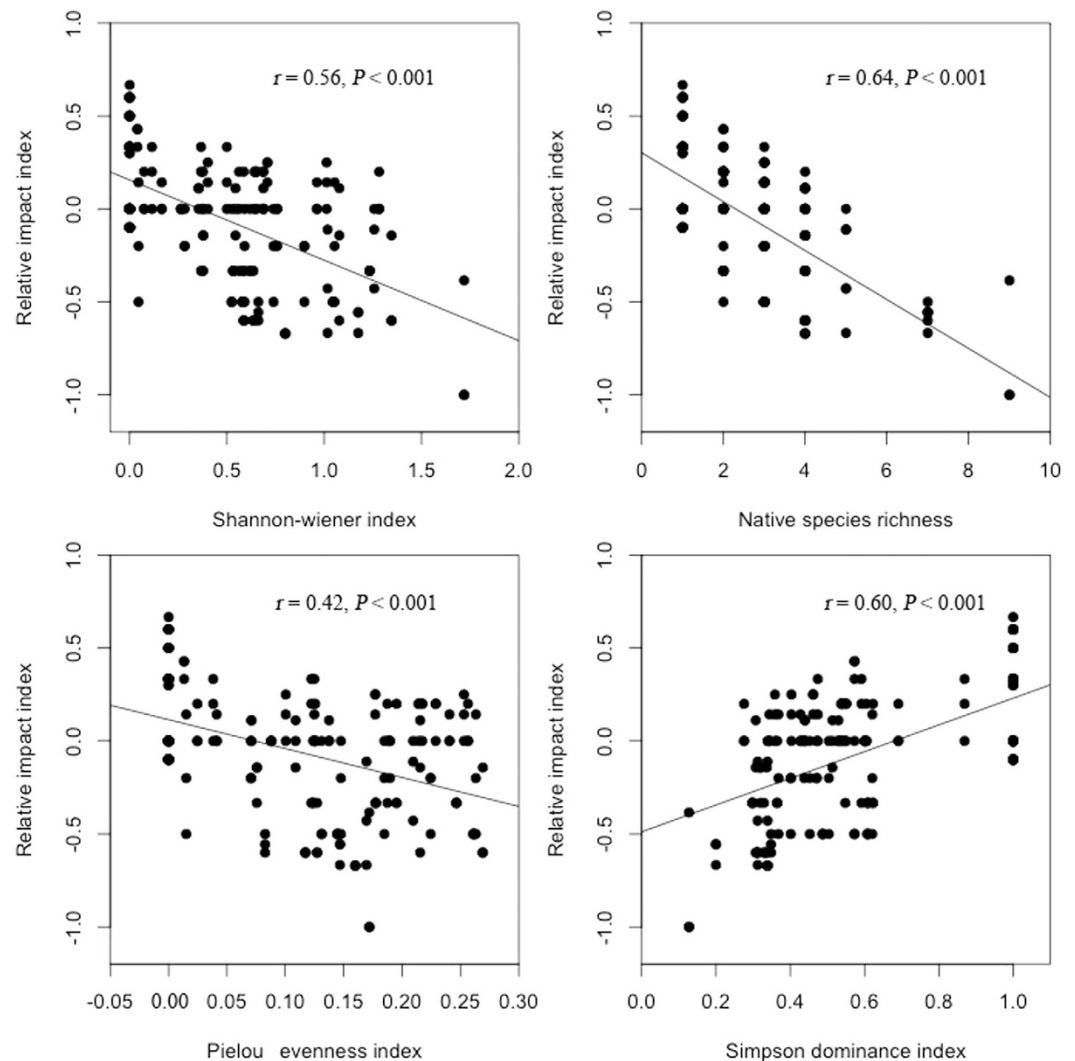 1.0
0.5
0.0
-0.5
-1.0
Relative impact index
r = 0.56, P < 0.001
0.0 0.5 1.0 1.5 2.0
Shannon-wiener index
1.0
0.5
0.0
-0.5
-1.0
Relative impact index
r = 0.64, P < 0.001
0 2 4 6 8 10
Native species richness
1.0
0.5
0.0
-0.5
-1.0
Relative impact index
r = 0.42, P < 0.001
-0.05 0.00 0.05 0.10 0.15 0.20 0.25 0.30
Pielou evenness index
1.0
0.5
0.0
-0.5
-1.0
Relative impact index
r = 0.60, P < 0.001
0.0 0.2 0.4 0.6 0.8 1.0
Simpson dominance index